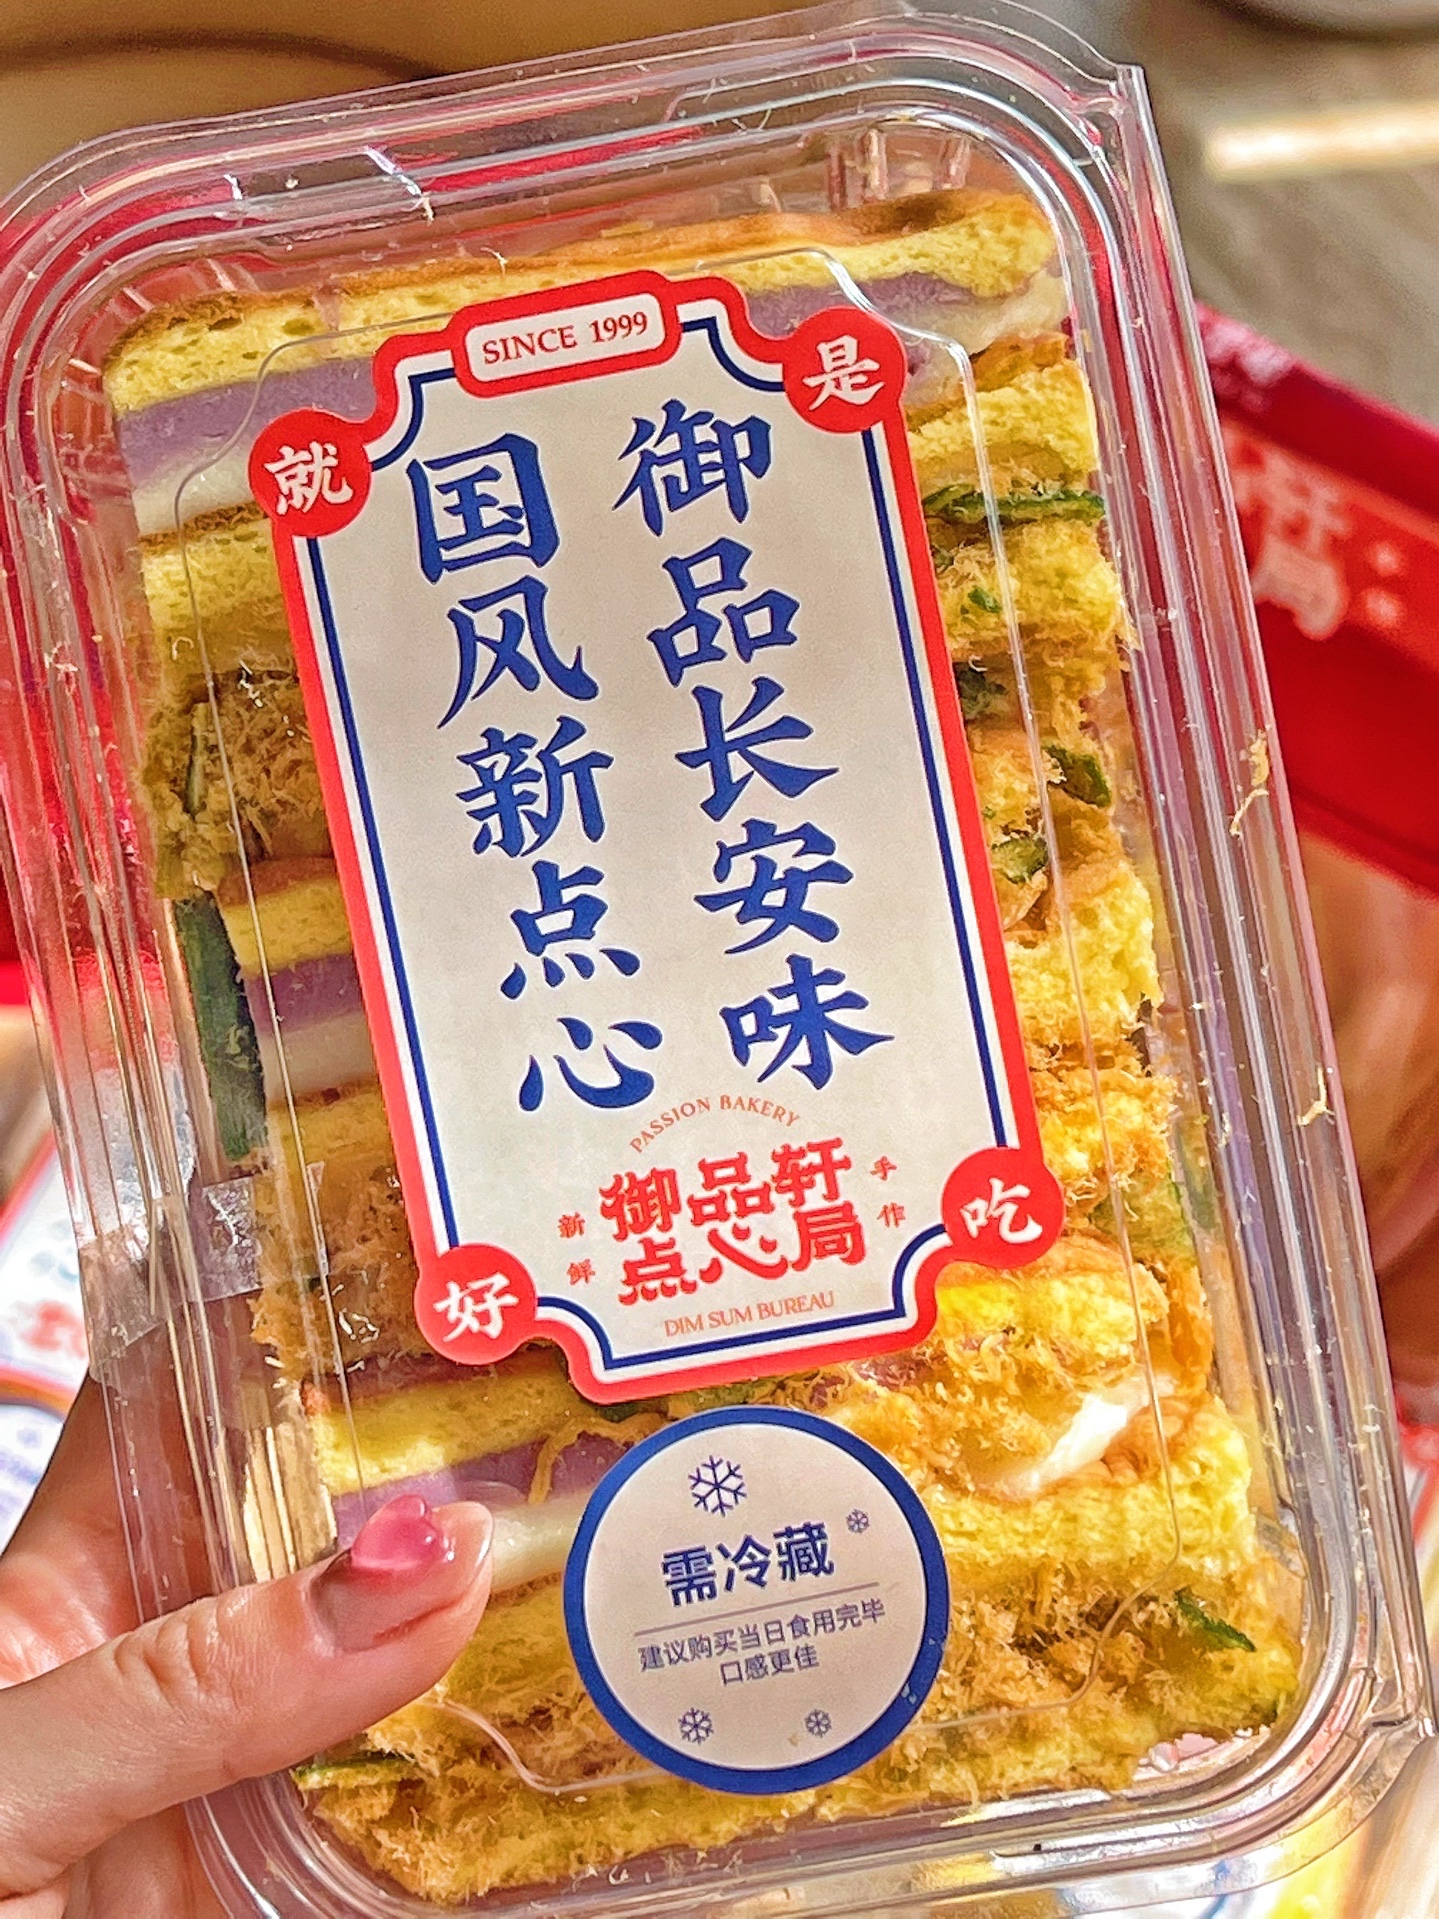 SINCE 1999
就是好吃
御品长安味
国风新点心
PASSION BAKERY
新鲜
御品轩
点心局
手作
DIM SUM BUREAU
需冷藏
建议购买当日食用完毕
口感更佳
轩
局